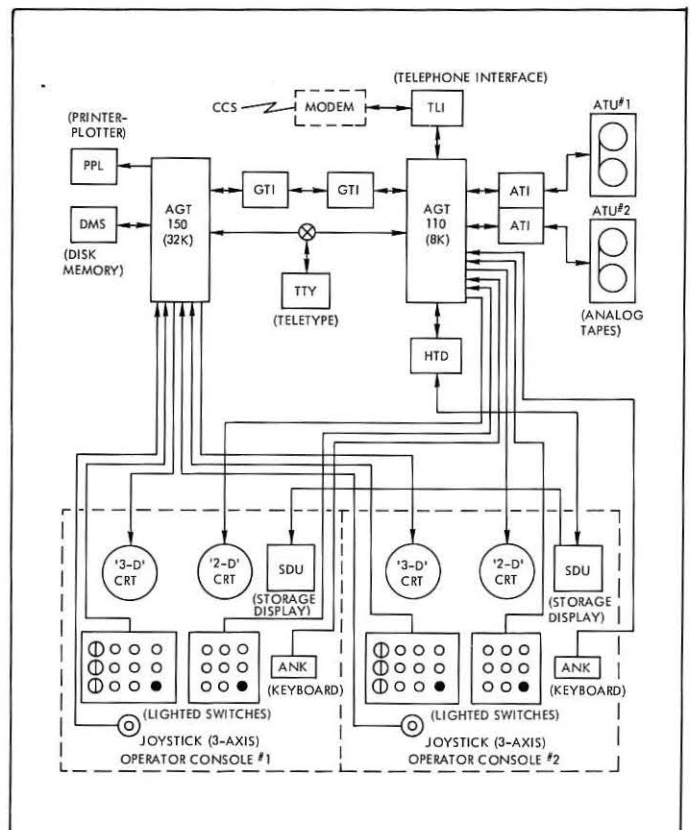 (TELEPHONE INTERFACE)
CCS
MODEM
TLI
ATU#1
(PRINTER-
PLOTTER)
PPL
AGT
150
(32K)
GTI
GTI
AGT
110
(8K)
ATI
ATI
ATU#2
DMS
(DISK
MEMORY)
TTY
(TELETYPE)
(ANALOG
TAPES)
HTD
'3-D'
CRT
'2-D'
CRT
SDU
(STORAGE
DISPLAY)
'3-D'
CRT
'2-D'
CRT
SDU
(STORAGE
DISPLAY)
ANK
(KEYBOARD)
ANK
(KEYBOARD)
(LIGHTED SWITCHES)
(LIGHTED SWITCHES)
JOYSTICK (3-AXIS)
OPERATOR CONSOLE #1
JOYSTICK (3-AXIS)
OPERATOR CONSOLE #2